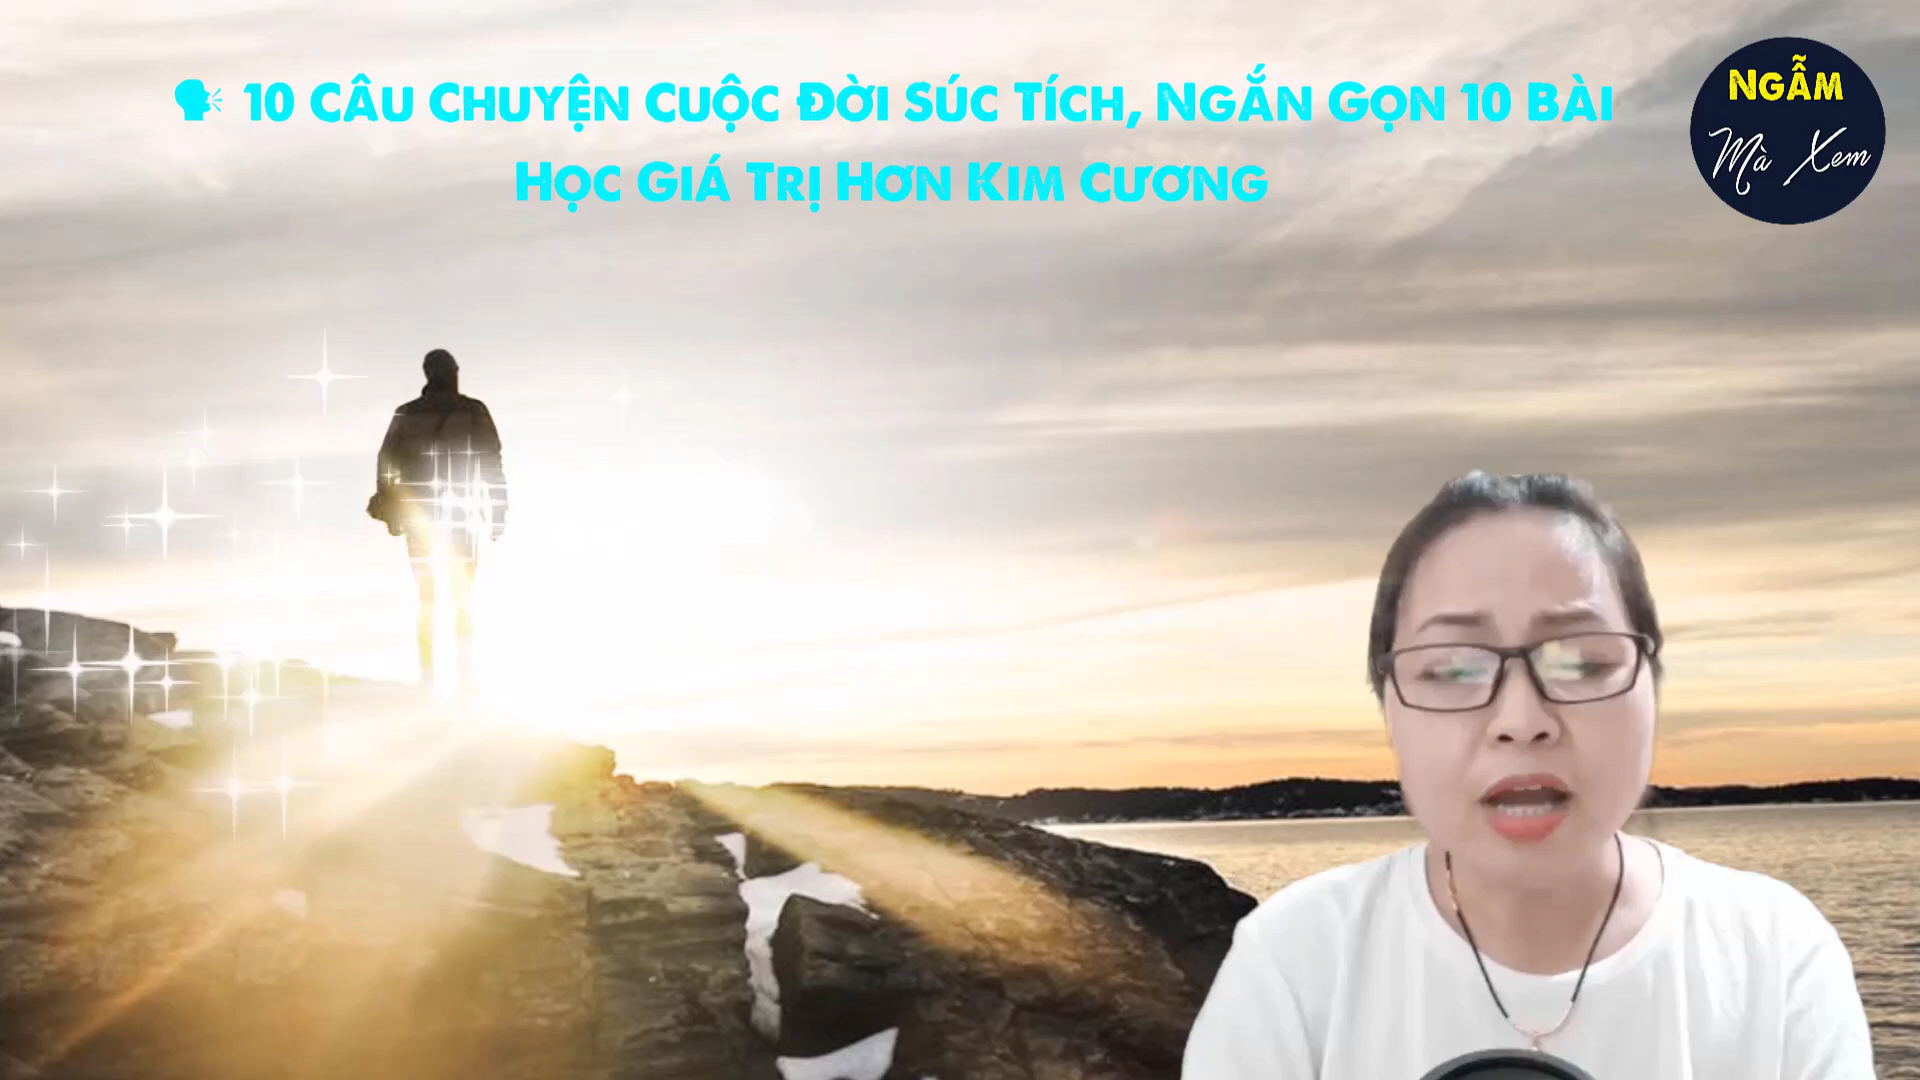 🗣 10 Câu Chuyện Cuộc Đời Súc Tích, Ngắn Gọn 10 Bài
Học Giá Trị Hơn Kim Cương
NGẪM
Mà Xem